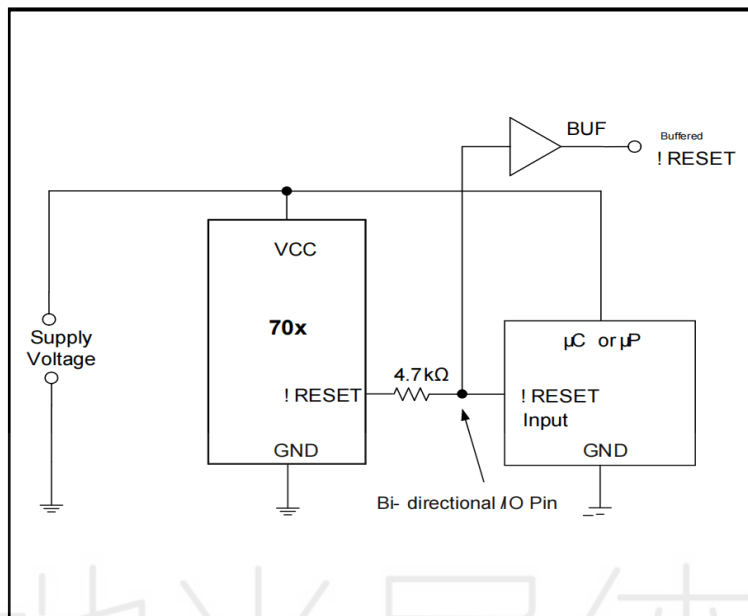 BUF
Buffered
! RESET
VCC
70x
Supply
Voltage
µC or µP
4.7kΩ
! RESET
! RESET
Input
GND
GND
Bi- directional I/O Pin